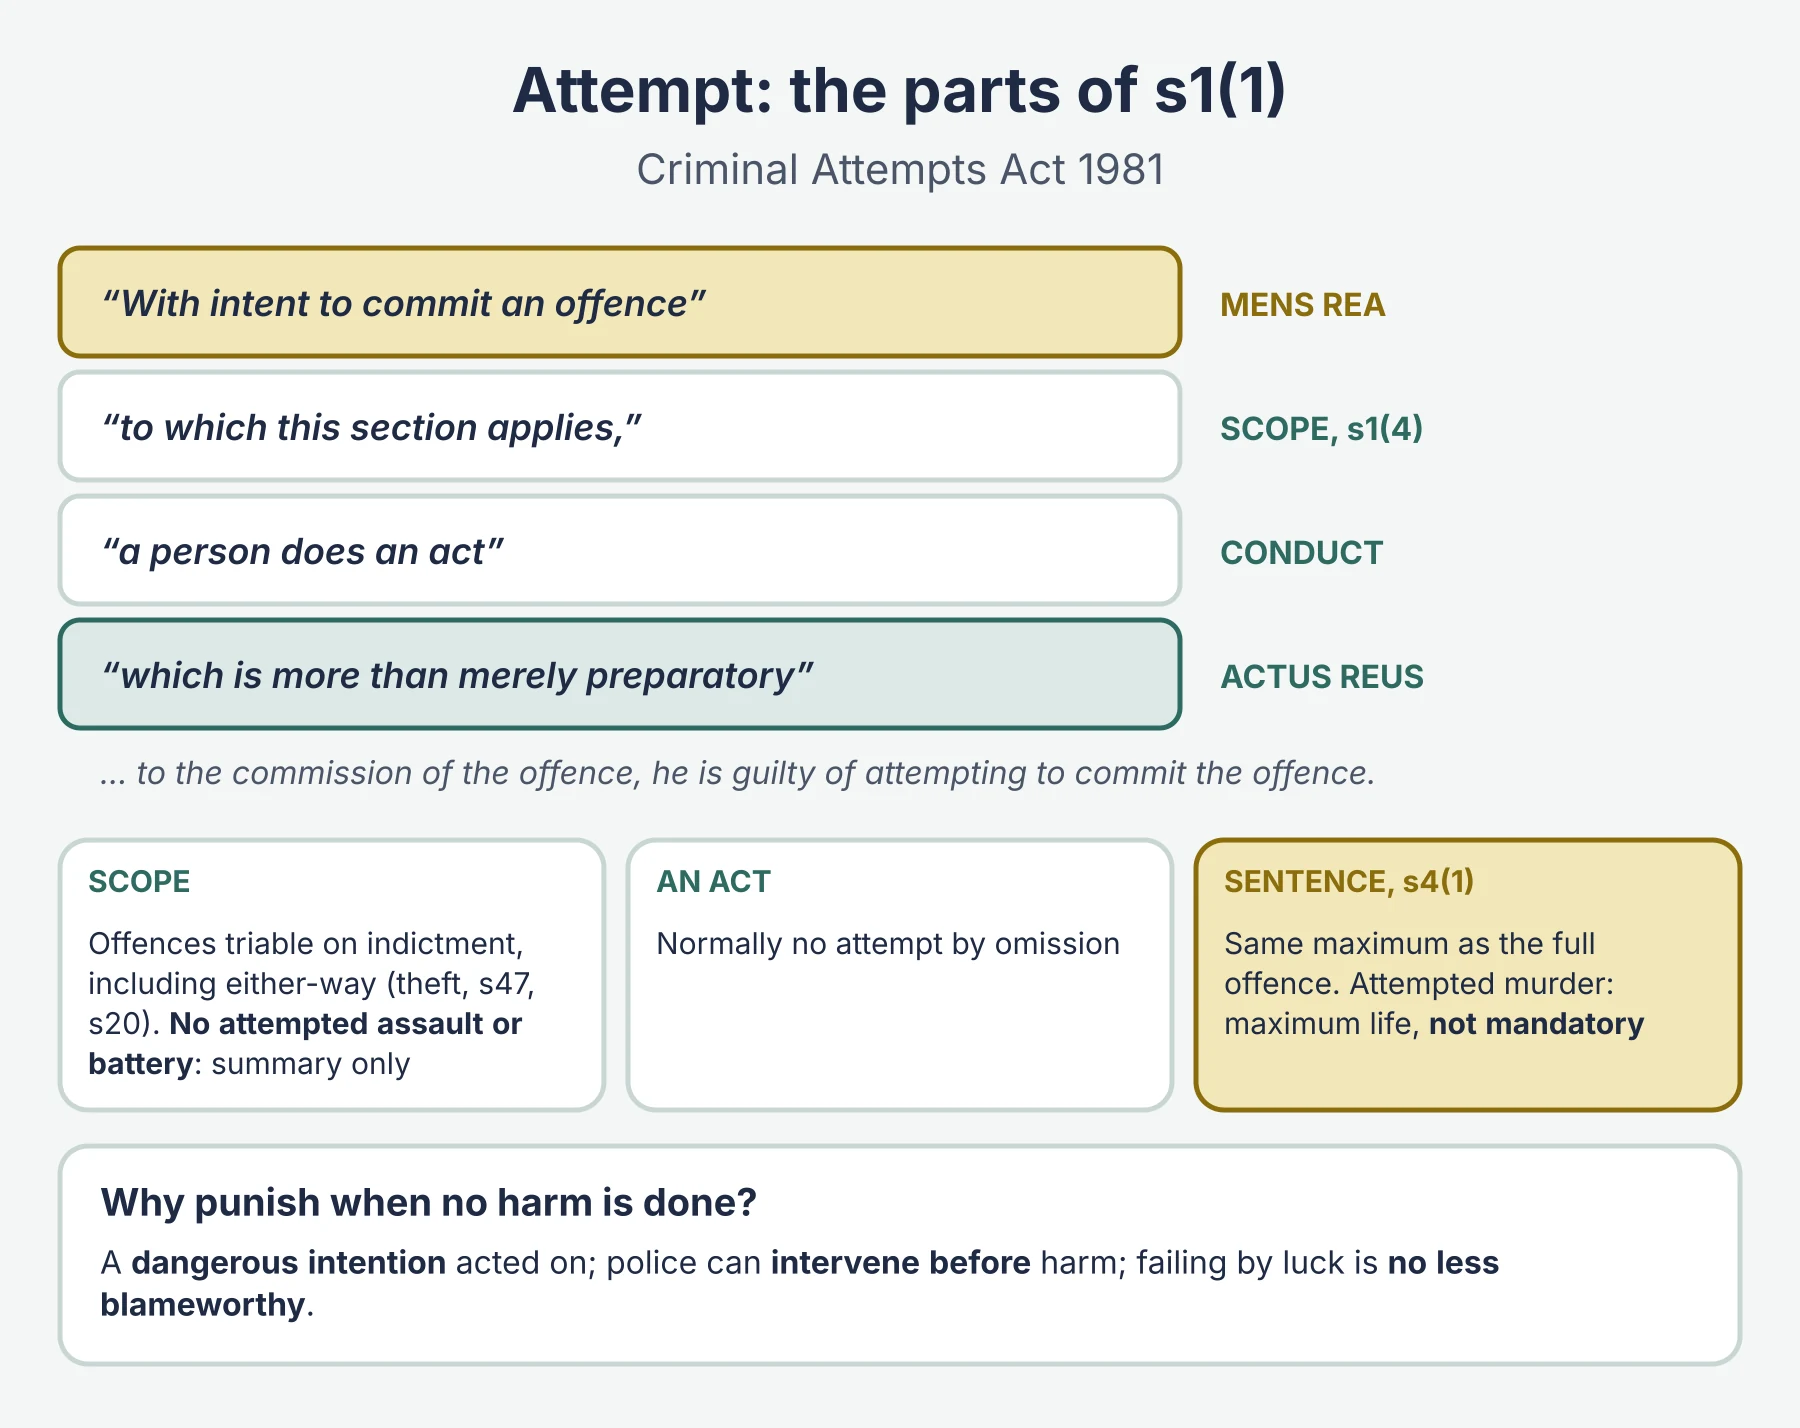 Attempt: the parts of s1(1)
Criminal Attempts Act 1981
“With intent to commit an offence”
MENS REA
“to which this section applies,”
SCOPE, s1(4)
“a person does an act”
CONDUCT
“which is more than merely preparatory”
ACTUS REUS
... to the commission of the offence, he is guilty of attempting to commit the offence.
SCOPE
Offences triable on indictment,
including either-way (theft, s47,
s20). No attempted assault or
battery: summary only
AN ACT
Normally no attempt by omission
SENTENCE, s4(1)
Same maximum as the full
offence. Attempted murder:
maximum life, not mandatory
Why punish when no harm is done?
A dangerous intention acted on; police can intervene before harm; failing by luck is no less
blameworthy.